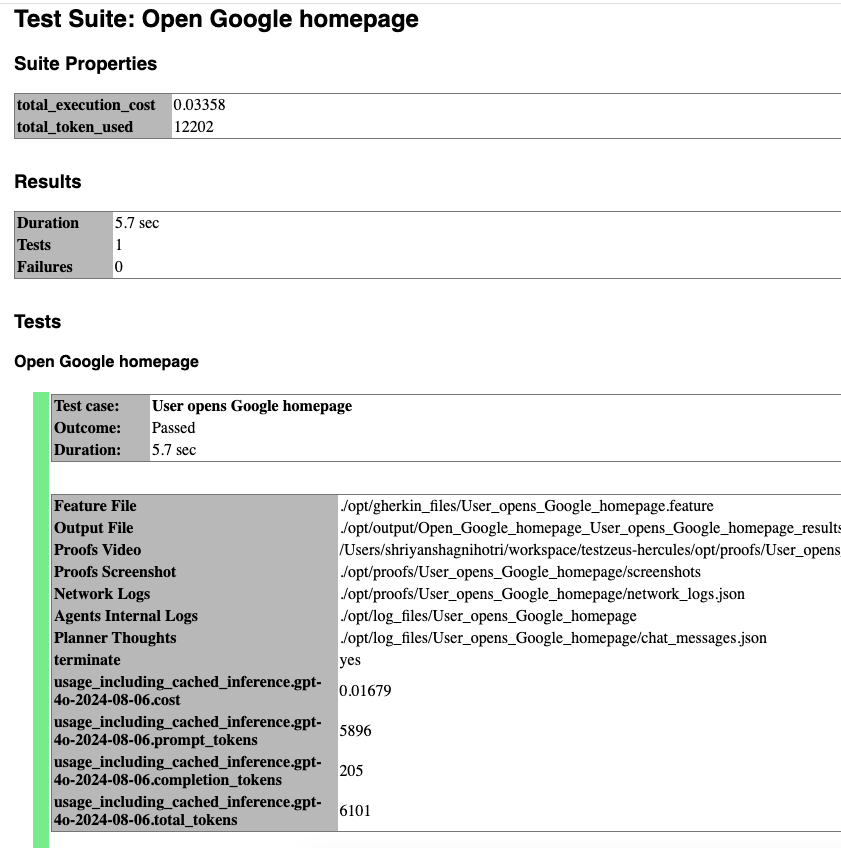 Test Suite: Open Google homepage
Suite Properties
total_execution_cost 0.03358
total_token_used 12202
Results
Duration 5.7 sec
Tests 1
Failures 0
Tests
Open Google homepage
Test case: User opens Google homepage
Outcome: Passed
Duration: 5.7 sec
Feature File ./opt/gherkin_files/User_opens_Google_homepage.feature
Output File ./opt/output/Open_Google_homepage_User_opens_Google_homepage_results
Proofs Video /Users/shriyanshagnihotri/workspace/testzeus-hercules/opt/proofs/User_opens
Proofs Screenshot ./opt/proofs/User_opens_Google_homepage/screenshots
Network Logs ./opt/proofs/User_opens_Google_homepage/network_logs.json
Agents Internal Logs ./opt/log_files/User_opens_Google_homepage
Planner Thoughts ./opt/log_files/User_opens_Google_homepage/chat_messages.json
terminate yes
usage_including_cached_inference.gpt-
4o-2024-08-06.cost 0.01679
usage_including_cached_inference.gpt-
4o-2024-08-06.prompt_tokens 5896
usage_including_cached_inference.gpt-
4o-2024-08-06.completion_tokens 205
usage_including_cached_inference.gpt-
4o-2024-08-06.total_tokens 6101